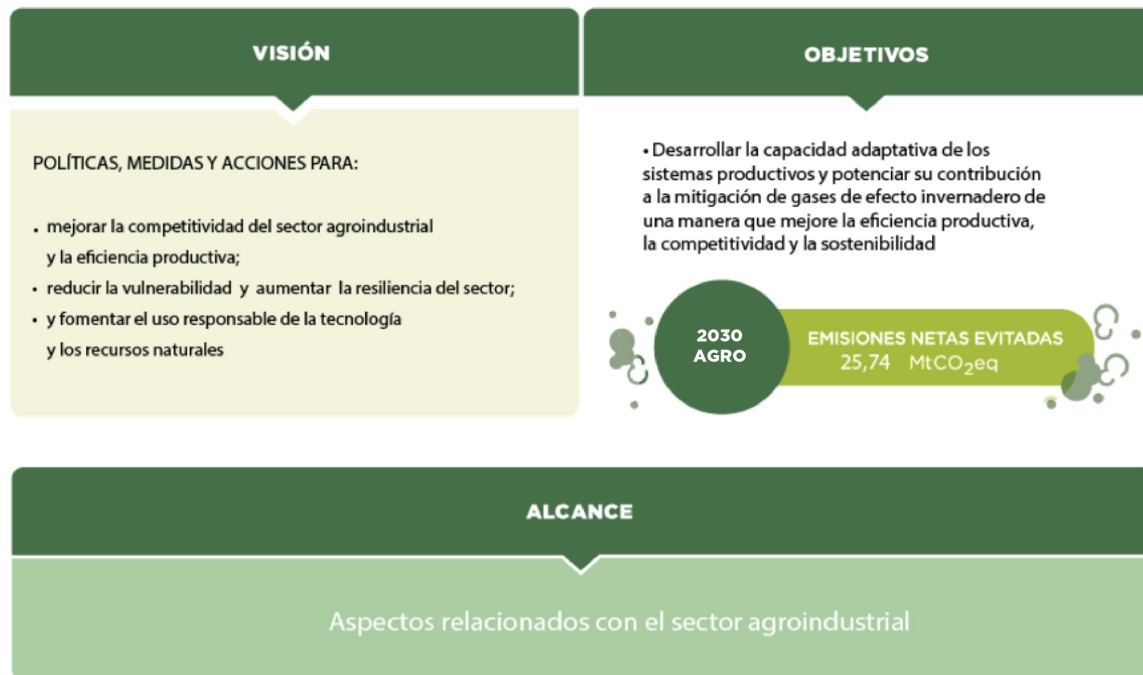 VISIÓN
POLÍTICAS, MEDIDAS Y ACCIONES PARA:
• mejorar la competitividad del sector agroindustrial
y la eficiencia productiva;
• reducir la vulnerabilidad y aumentar la resiliencia del sector;
• y fomentar el uso responsable de la tecnología
y los recursos naturales
OBJETIVOS
• Desarrollar la capacidad adaptativa de los
sistemas productivos y potenciar su contribución
a la mitigación de gases de efecto invernadero de
una manera que mejore la eficiencia productiva,
la competitividad y la sostenibilidad
2030
AGRO
EMISIONES NETAS EVITADAS
25,74 MtCO₂eq
ALCANCE
Aspectos relacionados con el sector agroindustrial